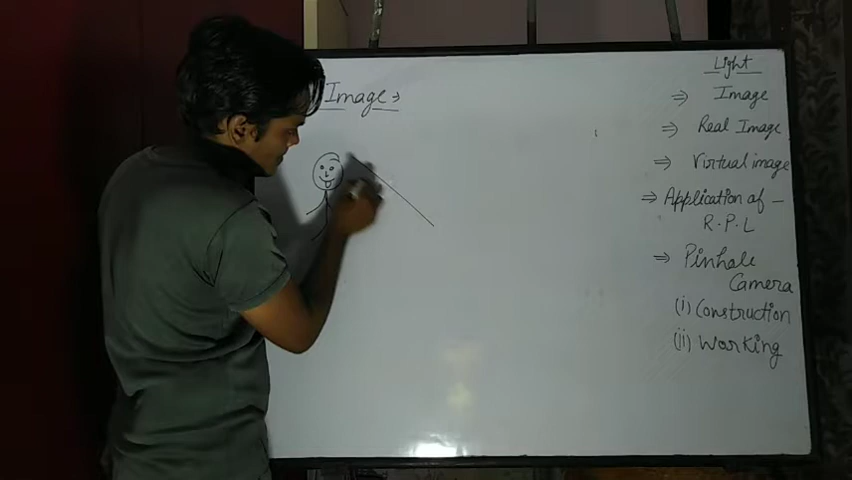 Image :→
Light
⇒ Image
⇒ Real Image
⇒ Virtual image
⇒ Application of -
R.P.L
⇒ Pinhole
Camera
(i) Construction
(ii) Working